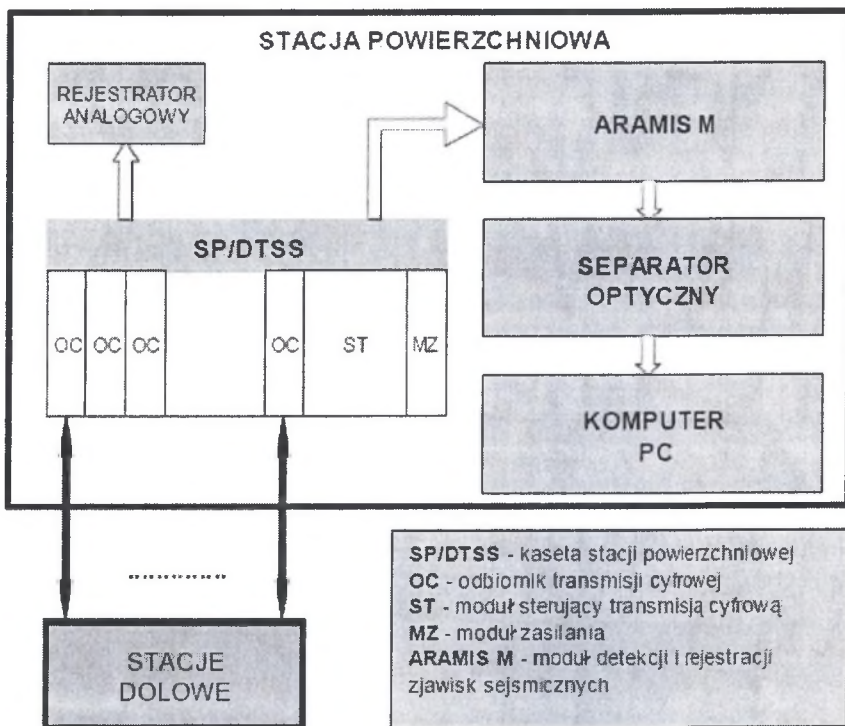 STACJA POWIERZCHNIOWA
REJESTRATOR
ANALOGOWY
ARAMIS M
SP/DTSS
SEPARATOR
OPTYCZNY
OC
OC
OC
OC
ST
MZ
KOMPUTER
PC
..............
STACJE
DOLOWE
SP/DTSS - kaseta stacji powierzchniowej
OC - odbiornik transmisji cyfrowej
ST - moduł sterujący transmisją cyfrową
MZ - moduł zasilania
ARAMIS M - moduł detekcji i rejestracji
zjawisk sejsmicznych